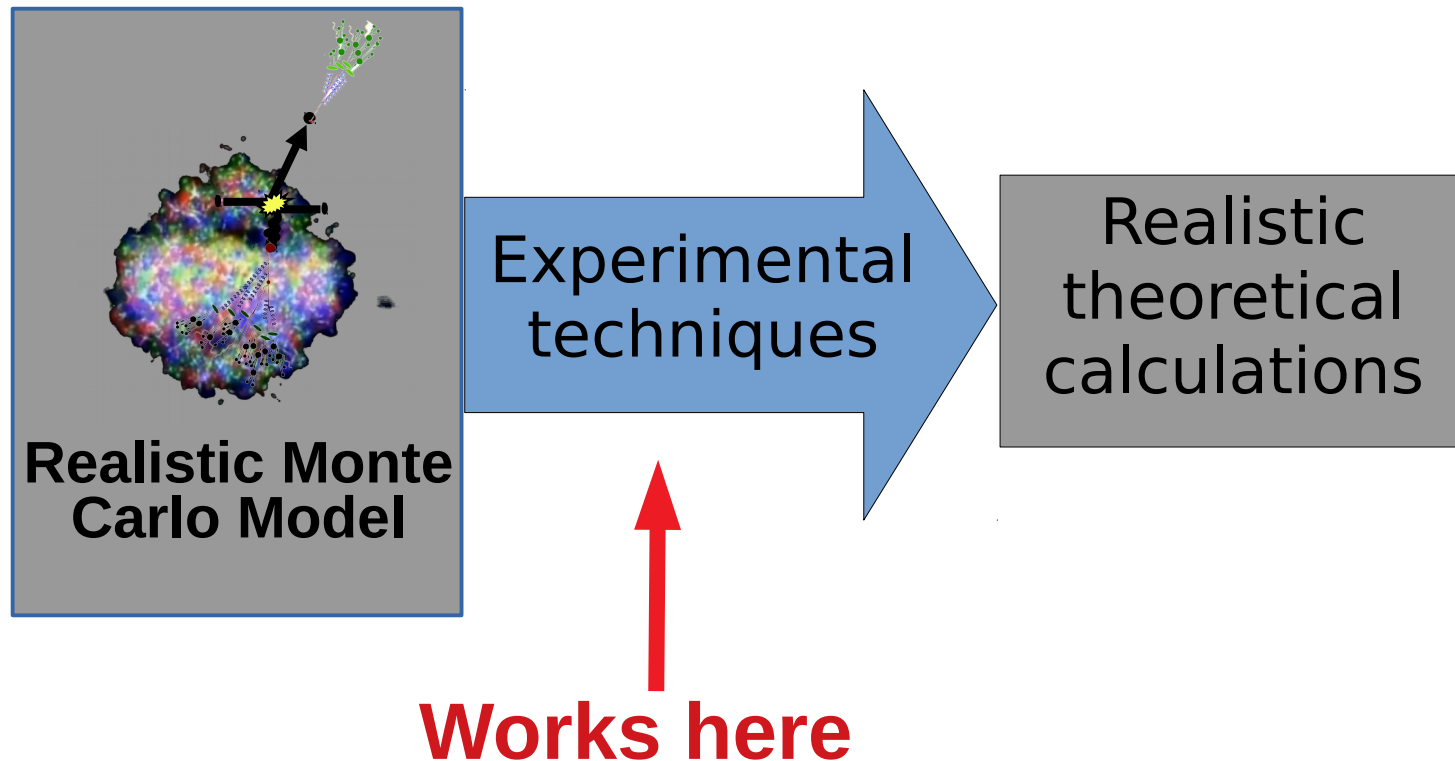 Realistic Monte
Carlo Model
Experimental
techniques
Realistic
theoretical
calculations
Works here